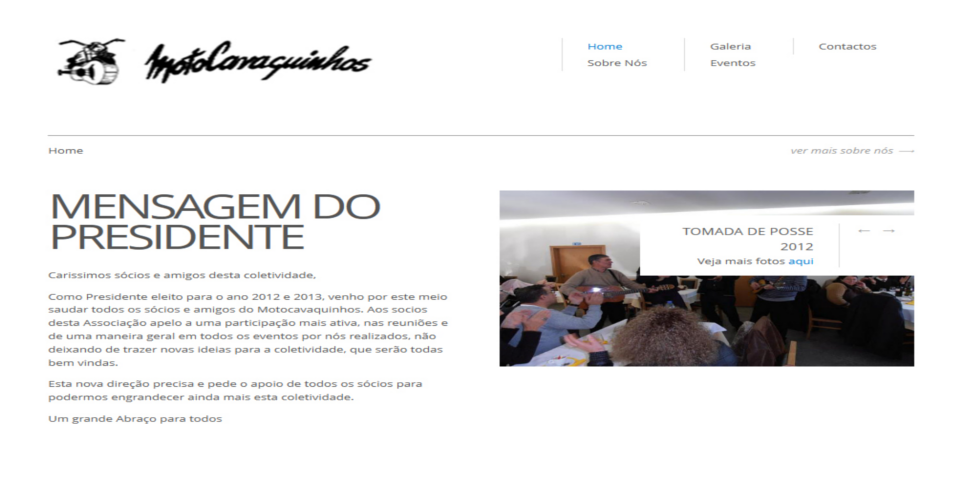 MotoCavaquinhos
Home
Galeria
Contactos
Sobre Nós
Eventos
Home
ver mais sobre nós →
MENSAGEM DO
PRESIDENTE
Carissimos sócios e amigos desta coletividade,
Como Presidente eleito para o ano 2012 e 2013, venho por este meio
saudar todos os sócios e amigos do Motocavaquinhos. Aos socios
desta Associação apelo a uma participação mais ativa, nas reuniões e
de uma maneira geral em todos os eventos por nós realizados, não
deixando de trazer novas ideias para a coletividade, que serão todas
bem vindas.
Esta nova direção precisa e pede o apoio de todos os sócios para
podermos engrandecer ainda mais esta coletividade.
Um grande Abraço para todos
TOMADA DE POSSE
2012
Veja mais fotos aqui
← →